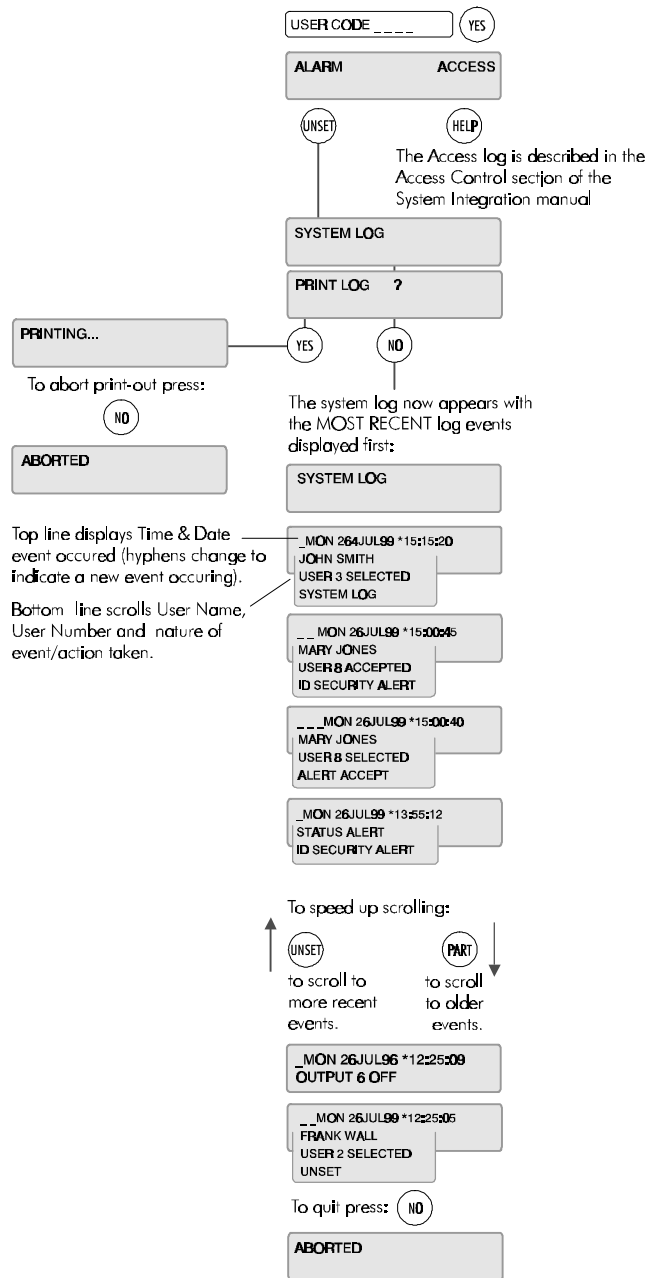 USER CODE _ _ _ _ YES
ALARM ACCESS
UNSET HELP
The Access log is described in the
Access Control section of the
System Integration manual
SYSTEM LOG
PRINT LOG ?
PRINTING...
YES NO
To abort print-out press:
NO
ABORTED
The system log now appears with
the MOST RECENT log events
displayed first:
SYSTEM LOG
Top line displays Time & Date
event occured (hyphens change to
indicate a new event occuring).
Bottom line scrolls User Name,
User Number and nature of
event/action taken.
_MON 264JUL99 *15:15:20
JOHN SMITH
USER 3 SELECTED
SYSTEM LOG
_ _ MON 26JUL99 *15:00:45
MARY JONES
USER 8 ACCEPTED
ID SECURITY ALERT
_ _ _MON 26JUL99 *15:00:40
MARY JONES
USER 8 SELECTED
ALERT ACCEPT
_MON 26JUL99 *13:55:12
STATUS ALERT
ID SECURITY ALERT
To speed up scrolling:
UNSET
to scroll to
more recent
events.
PART
to scroll
to older
events.
_MON 26JUL96 *12:25:09
OUTPUT 6 OFF
_ _MON 26JUL99 *12:25:05
FRANK WALL
USER 2 SELECTED
UNSET
To quit press: NO
ABORTED